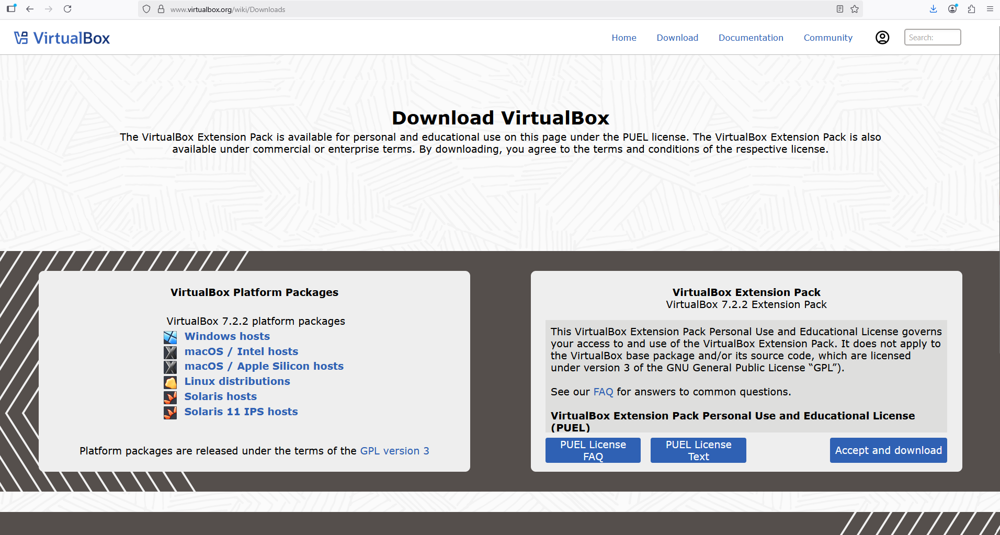 www.virtualbox.org/wiki/Downloads
VirtualBox
Home
Download
Documentation
Community
Search:
Download VirtualBox
The VirtualBox Extension Pack is available for personal and educational use on this page under the PUEL license. The VirtualBox Extension Pack is also
available under commercial or enterprise terms. By downloading, you agree to the terms and conditions of the respective license.
VirtualBox Platform Packages
VirtualBox 7.2.2 platform packages
Windows hosts
macOS / Intel hosts
macOS / Apple Silicon hosts
Linux distributions
Solaris hosts
Solaris 11 IPS hosts
Platform packages are released under the terms of the GPL version 3
VirtualBox Extension Pack
VirtualBox 7.2.2 Extension Pack
This VirtualBox Extension Pack Personal Use and Educational License governs
your access to and use of the VirtualBox Extension Pack. It does not apply to
the VirtualBox base package and/or its source code, which are licensed
under version 3 of the GNU General Public License “GPL”).
See our FAQ for answers to common questions.
VirtualBox Extension Pack Personal Use and Educational License
(PUEL)
PUEL License
FAQ
PUEL License
Text
Accept and download